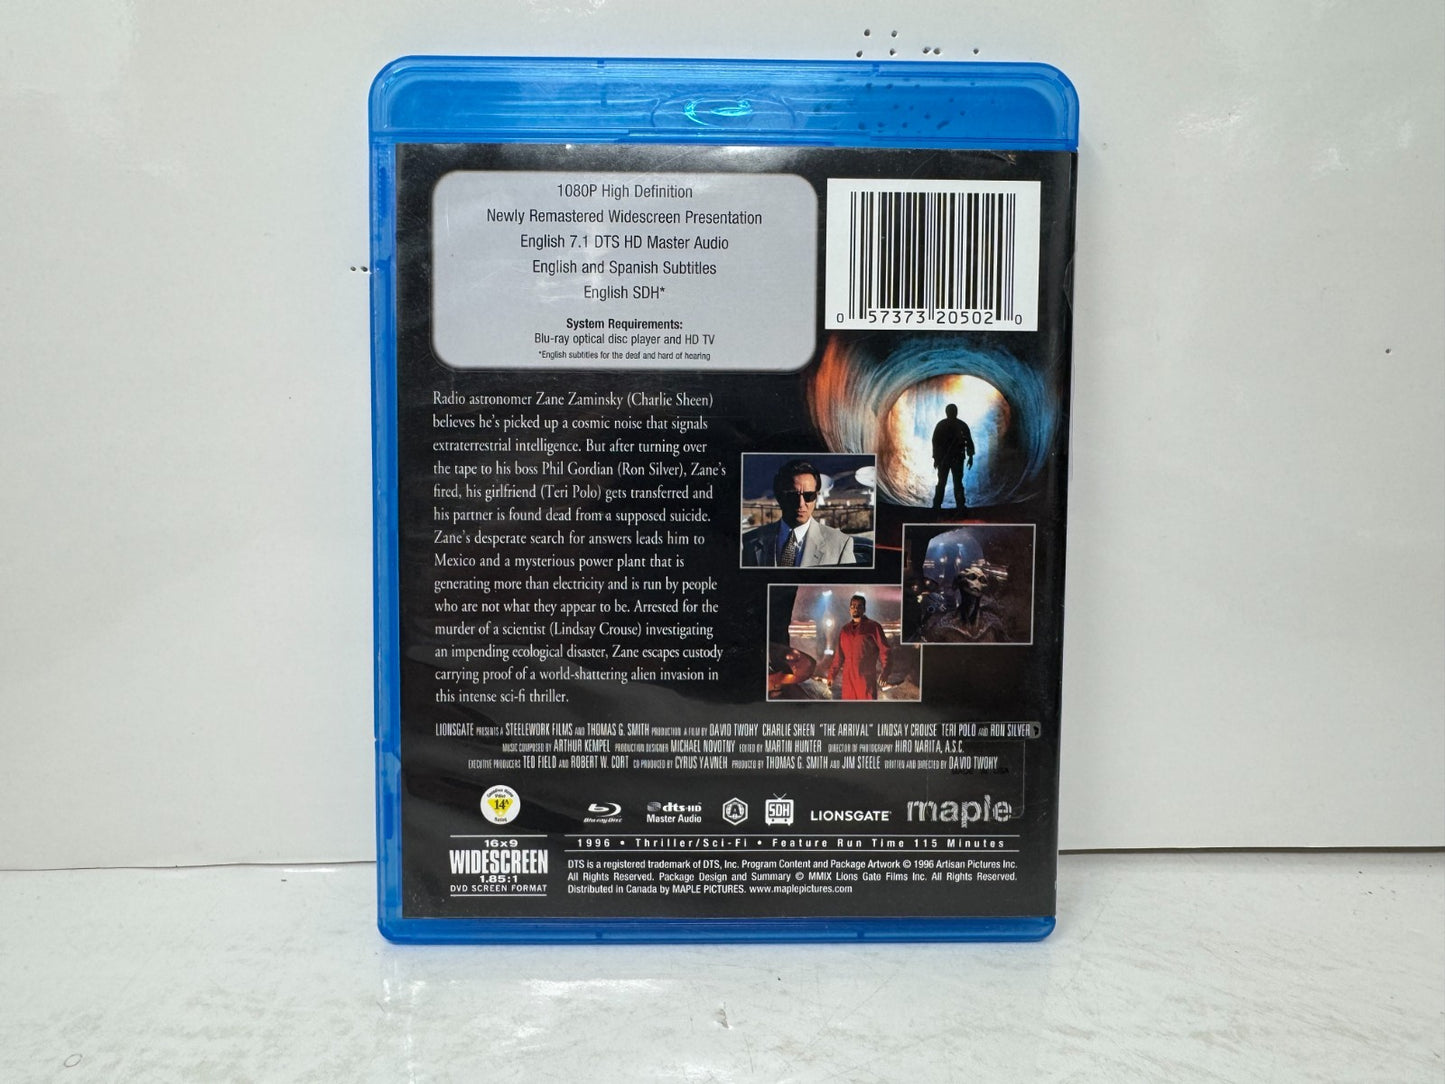 1080P High Definition
Newly Remastered Widescreen Presentation
English 7.1 DTS HD Master Audio
English and Spanish Subtitles
English SDH*
System Requirements:
Blu-ray optical disc player and HD TV
*English subtitles for the deaf and hard of hearing
0 57373 20502 0
Radio astronomer Zane Zaminsky (Charlie Sheen)
believes he's picked up a cosmic noise that signals
extraterrestrial intelligence. But after turning over
the tape to his boss Phil Gordian (Ron Silver), Zane's
fired, his girlfriend (Teri Polo) gets transferred and
his partner is found dead from a supposed suicide.
Zane's desperate search for answers leads him to
Mexico and a mysterious power plant that is
generating more than electricity and is run by people
who are not what they appear to be. Arrested for the
murder of a scientist (Lindsay Crouse) investigating
an impending ecological disaster, Zane escapes custody
carrying proof of a world-shattering alien invasion in
this intense sci-fi thriller.
LIONSGATE PRESENTS A STEELEWORK FILMS AND THOMAS G. SMITH PRODUCTION A FILM BY DAVID TWOHY CHARLIE SHEEN "THE ARRIVAL" LINDSAY CROUSE TERI POLO AND RON SILVER
MUSIC COMPOSED BY ARTHUR KEMPEL PRODUCTION DESIGNER MICHAEL NOVOTNY EDITED BY MARTIN HUNTER DIRECTOR OF PHOTOGRAPHY HIRO NARITA, A.S.C.
EXECUTIVE PRODUCERS TED FIELD AND ROBERT W. CORT CO-PRODUCED BY CYRUS YAVNEH PRODUCED BY THOMAS G. SMITH AND JIM STEELE WRITTEN AND DIRECTED BY DAVID TWOHY
MADE IN USA
14A
Rated
Blu-ray Disc
dts-HD
Master Audio
SDH
LIONSGATE
maple
16x9
WIDESCREEN
1.85:1
DVD SCREEN FORMAT
1996 • Thriller/Sci-Fi • Feature Run Time 115 Minutes
DTS is a registered trademark of DTS, Inc. Program Content and Package Artwork © 1996 Artisan Pictures Inc.
All Rights Reserved. Package Design and Summary © MMIX Lions Gate Films Inc. All Rights Reserved.
Distributed in Canada by MAPLE PICTURES. www.maplepictures.com